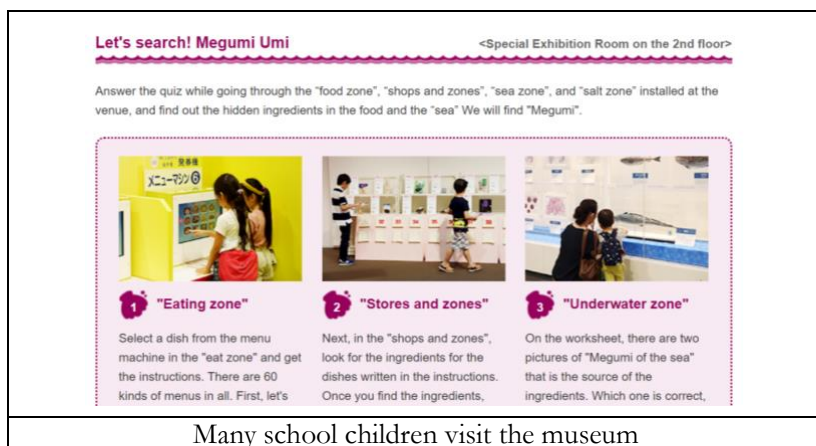 Let's search! Megumi Umi
<Special Exhibition Room on the 2nd floor>
Answer the quiz while going through the "food zone", "shops and zones", "sea zone", and "salt zone" installed at the
venue, and find out the hidden ingredients in the food and the "sea" We will find "Megumi".
発券機
メニューマシン⑥
1 "Eating zone"
Select a dish from the menu
machine in the "eat zone" and get
the instructions. There are 60
kinds of menus in all. First, let's
2 "Stores and zones"
Next, in the "shops and zones",
look for the ingredients for the
dishes written in the instructions.
Once you find the ingredients,
3 "Underwater zone"
On the worksheet, there are two
pictures of "Megumi of the sea"
that is the source of the
ingredients. Which one is correct,
Many school children visit the museum